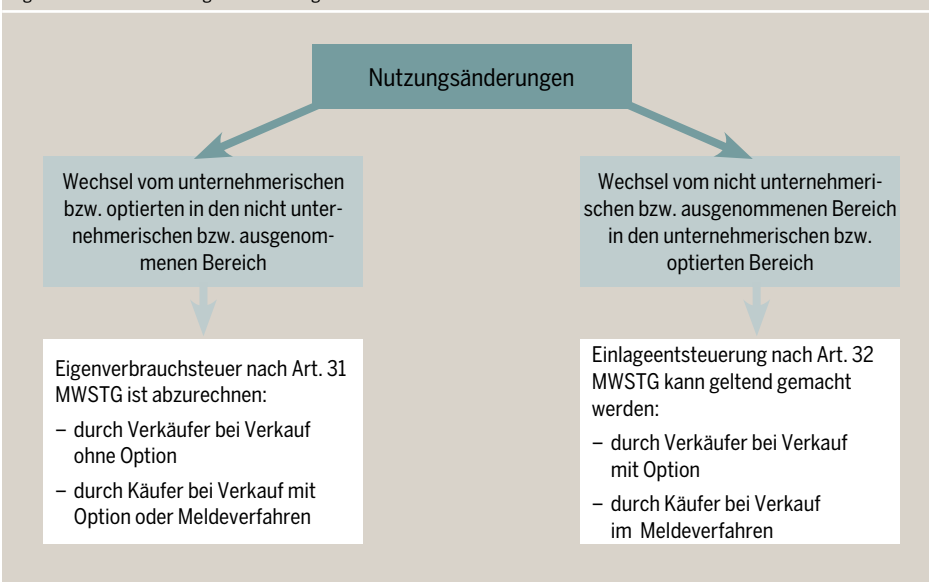 Nutzungsänderungen
Wechsel vom unternehmerischen
bzw. optierten in den nicht unter-
nehmerischen bzw. ausgenom-
menen Bereich
Eigenverbrauchsteuer nach Art. 31
MWSTG ist abzurechnen:
– durch Verkäufer bei Verkauf
ohne Option
– durch Käufer bei Verkauf mit
Option oder Meldeverfahren
Wechsel vom nicht unternehmeri-
schen bzw. ausgenommenen Bereich
in den unternehmerischen bzw.
optierten Bereich
Einlageentsteuerung nach Art. 32
MWSTG kann geltend gemacht
werden:
– durch Verkäufer bei Verkauf
mit Option
– durch Käufer bei Verkauf
im Meldeverfahren